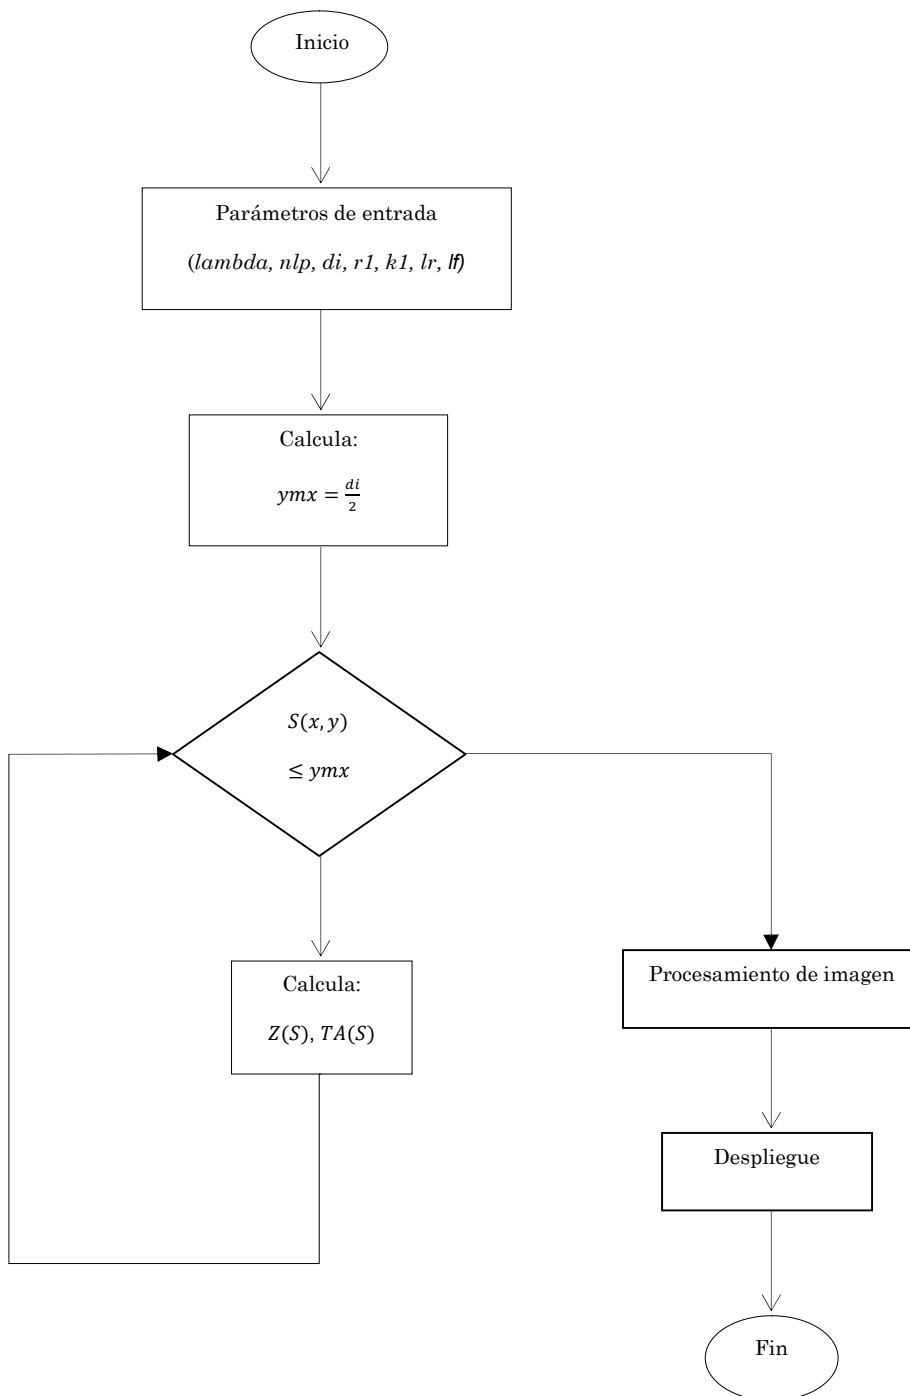 Inicio
Parámetros de entrada
(lambda, nlp, di, r1, k1, lr, lf)
Calcula:
ymx = di/2
S(x, y)
≤ ymx
Calcula:
Z(S), TA(S)
Procesamiento de imagen
Despliegue
Fin